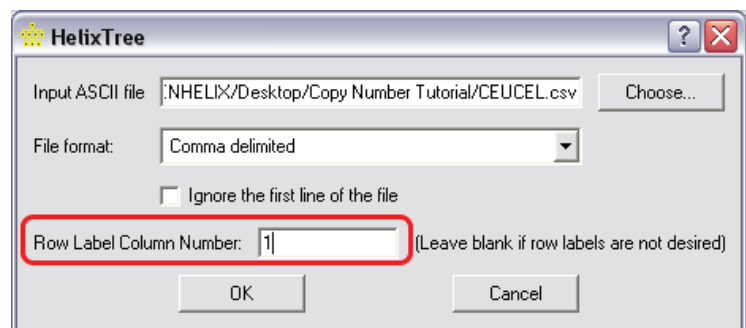 HelixTree
Input ASCII file :NHELIX/Desktop/Copy Number Tutorial/CEUCEL.csv Choose...
File format: Comma delimited
Ignore the first line of the file
Row Label Column Number: 1 (Leave blank if row labels are not desired)
OK Cancel